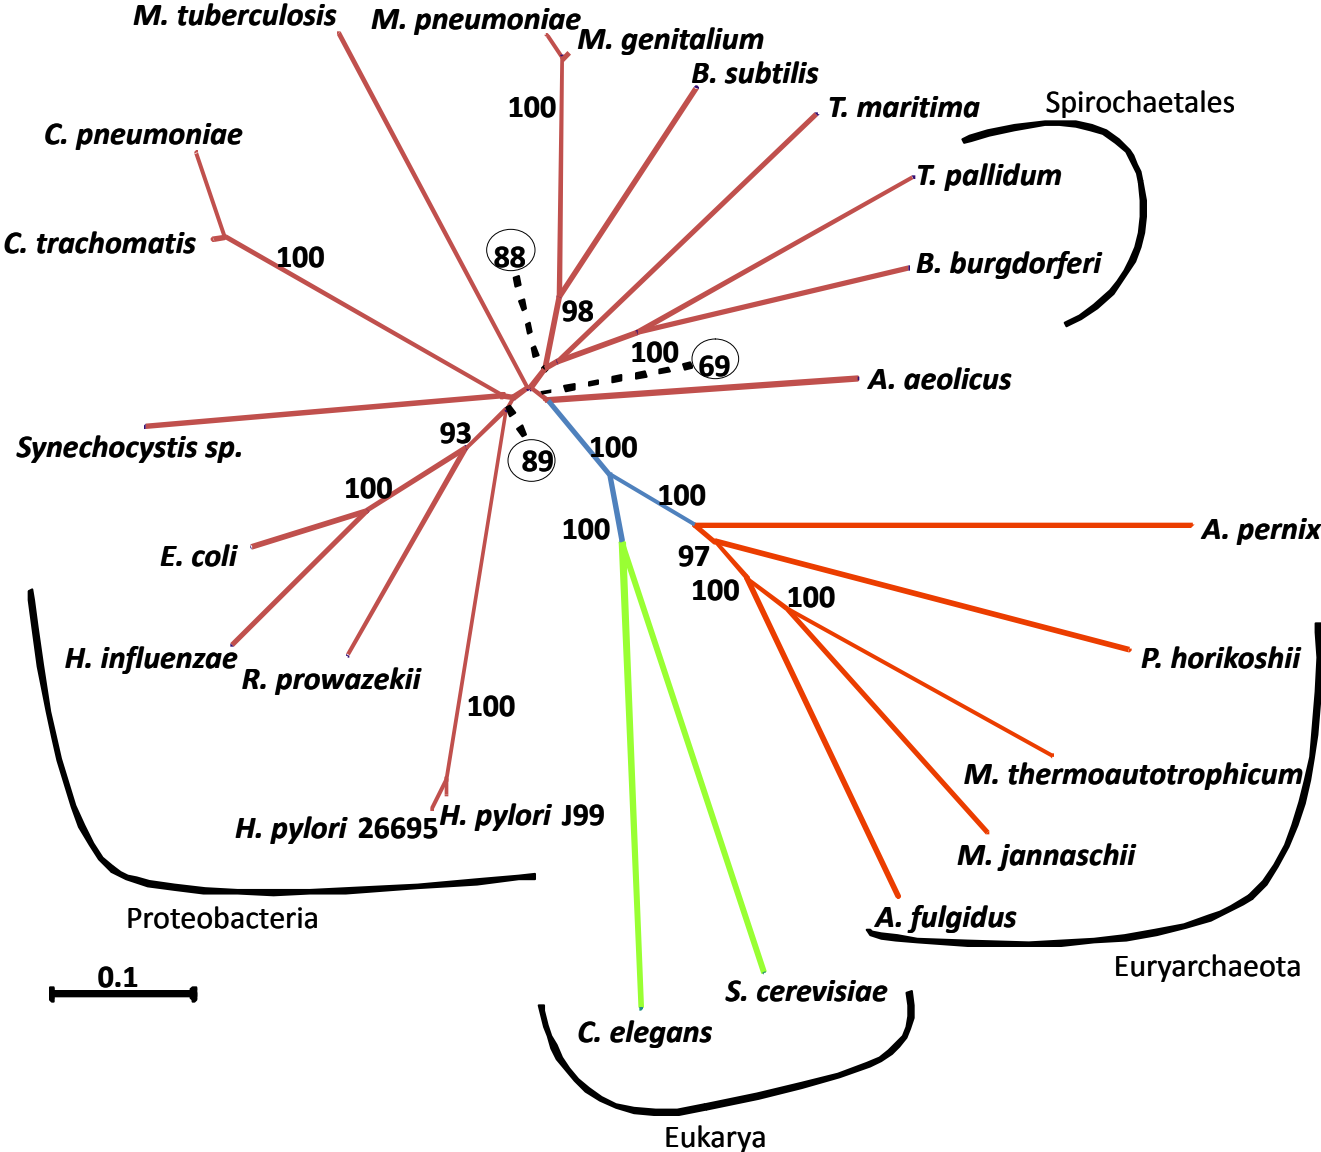 M. tuberculosis
M. pneumoniae
M. genitalium
B. subtilis
T. maritima
Spirochaetales
100
C. pneumoniae
T. pallidum
C. trachomatis
100
88
B. burgdorferi
98
100
69
A. aeolicus
Synechocystis sp.
93
89
100
100
100
100
A. pernix
E. coli
97
100
100
H. influenzae
R. prowazekii
P. horikoshii
100
M. thermoautotrophicum
H. pylori 26695
H. pylori J99
M. jannaschii
Proteobacteria
A. fulgidus
Euryarchaeota
0.1
S. cerevisiae
C. elegans
Eukarya